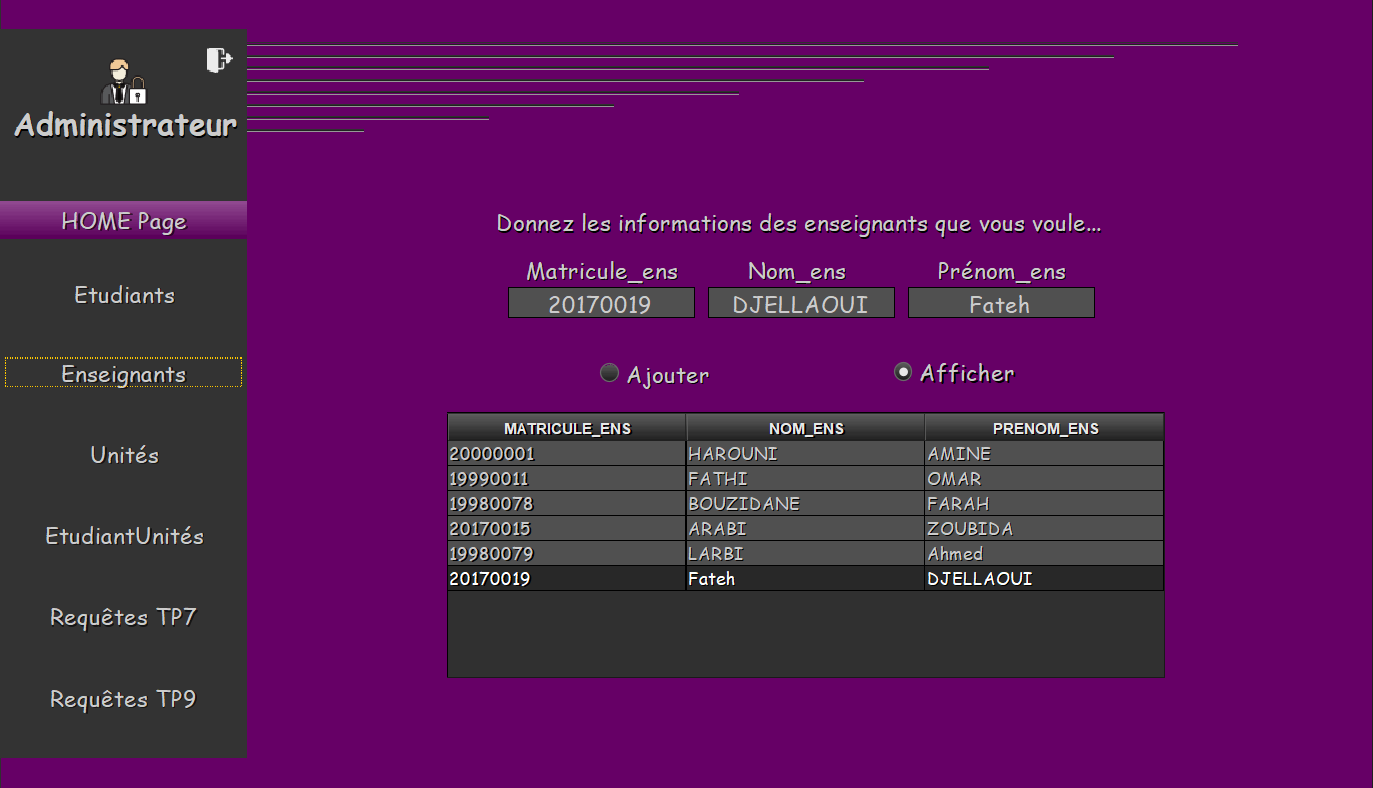 Administrateur
HOME Page
Etudiants
Enseignants
Unités
EtudiantUnités
Requêtes TP7
Requêtes TP9
Donnez les informations des enseignants que vous voule...
Matricule_ens Nom_ens Prénom_ens
20170019 DJELLAOUI Fateh
Ajouter Afficher
MATRICULE_ENS NOM_ENS PRENOM_ENS
20000001 HAROUNI AMINE
19990011 FATHI OMAR
19980078 BOUZIDANE FARAH
20170015 ARABI ZOUBIDA
19980079 LARBI Ahmed
20170019 Fateh DJELLAOUI